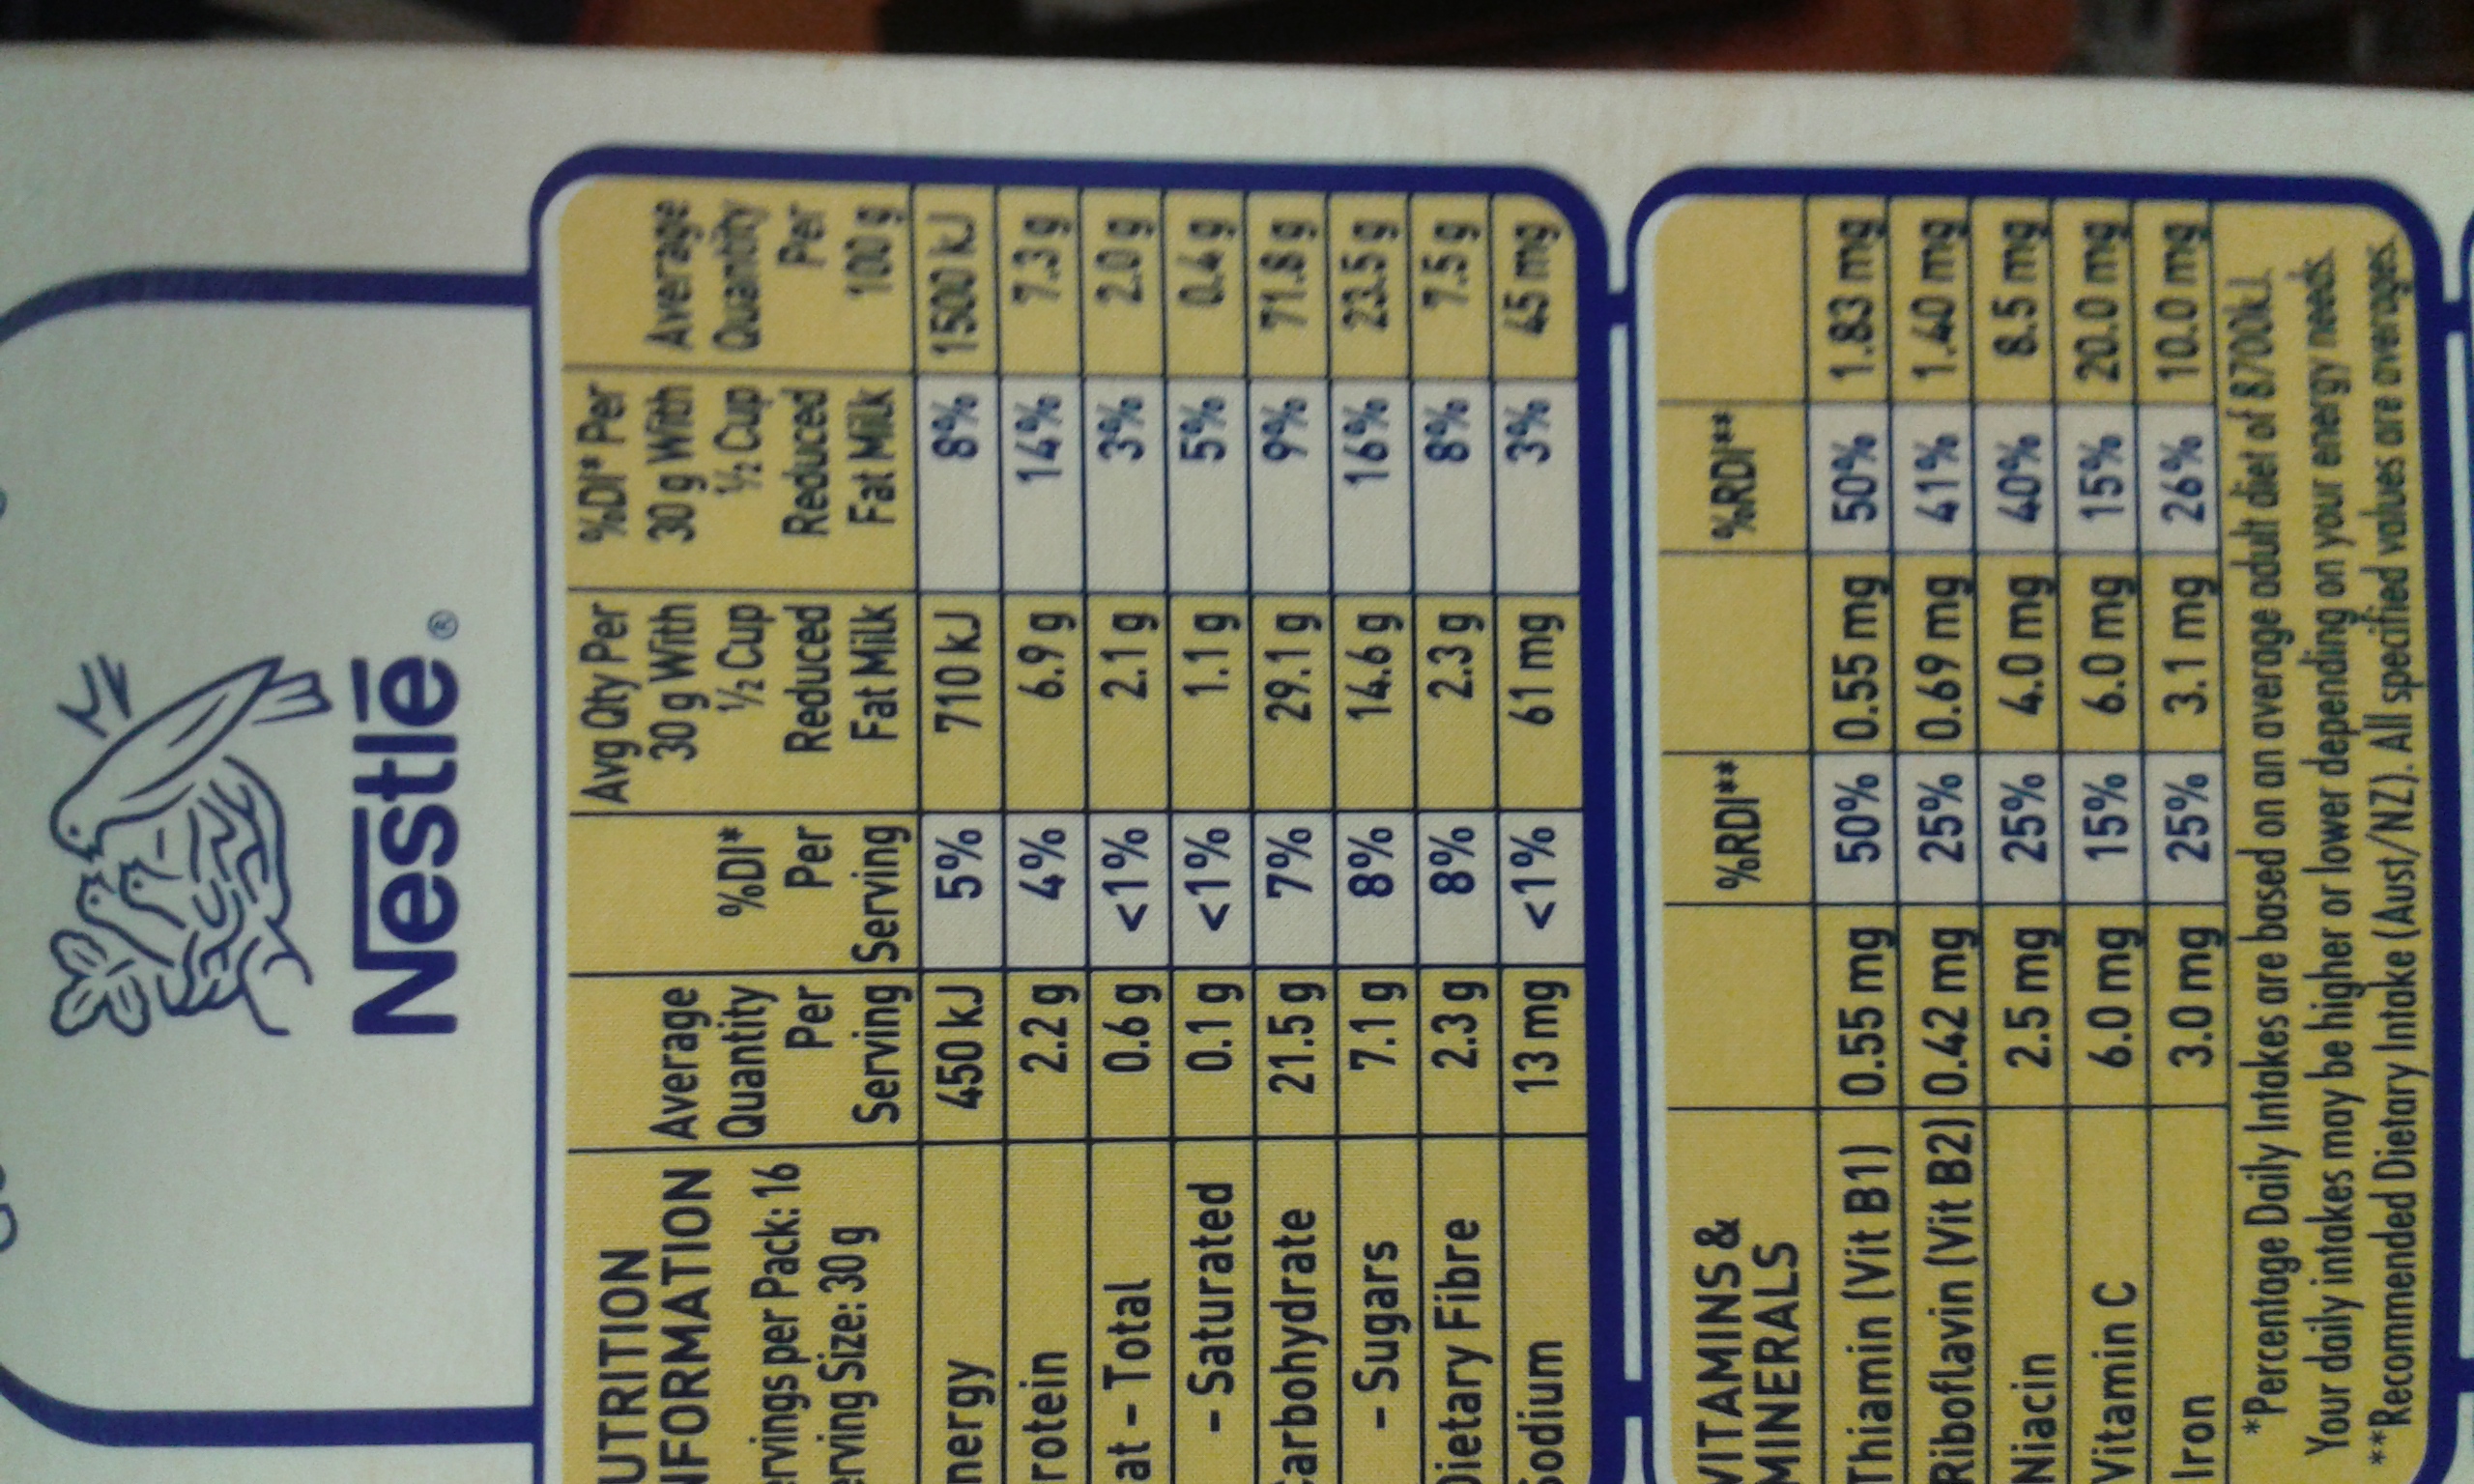 Nestlé®
UTRITION
NFORMATION
ervings per Pack: 16
erving Size: 30 g
Average Quantity Per Serving
%DI* Per Serving
Avg Qty Per 30 g With ½ Cup Reduced Fat Milk
%DI* Per 30 g With ½ Cup Reduced Fat Milk
Average Quantity Per 100 g
nergy 450 kJ 5% 710 kJ 8% 1500 kJ
rotein 2.2 g 4% 6.9 g 14% 7.3 g
at – Total 0.6 g <1% 2.1 g 3% 2.0 g
– Saturated 0.1 g <1% 1.1 g 5% 0.4 g
arbohydrate 21.5 g 7% 29.1 g 9% 71.8 g
– Sugars 7.1 g 8% 14.6 g 16% 23.5 g
Dietary Fibre 2.3 g 8% 2.3 g 8% 7.5 g
Sodium 13 mg <1% 61 mg 3% 45 mg
VITAMINS &
MINERALS %RDI** %RDI**
Thiamin (Vit B1) 0.55 mg 50% 0.55 mg 50% 1.83 mg
Riboflavin (Vit B2) 0.42 mg 25% 0.69 mg 41% 1.40 mg
Niacin 2.5 mg 25% 4.0 mg 40% 8.5 mg
Vitamin C 6.0 mg 15% 6.0 mg 15% 20.0 mg
Iron 3.0 mg 25% 3.1 mg 26% 10.0 mg
*Percentage Daily Intakes are based on an average adult diet of 8700kJ.
Your daily intakes may be higher or lower depending on your energy needs.
**Recommended Dietary Intake (Aust/NZ). All specified values are averages.